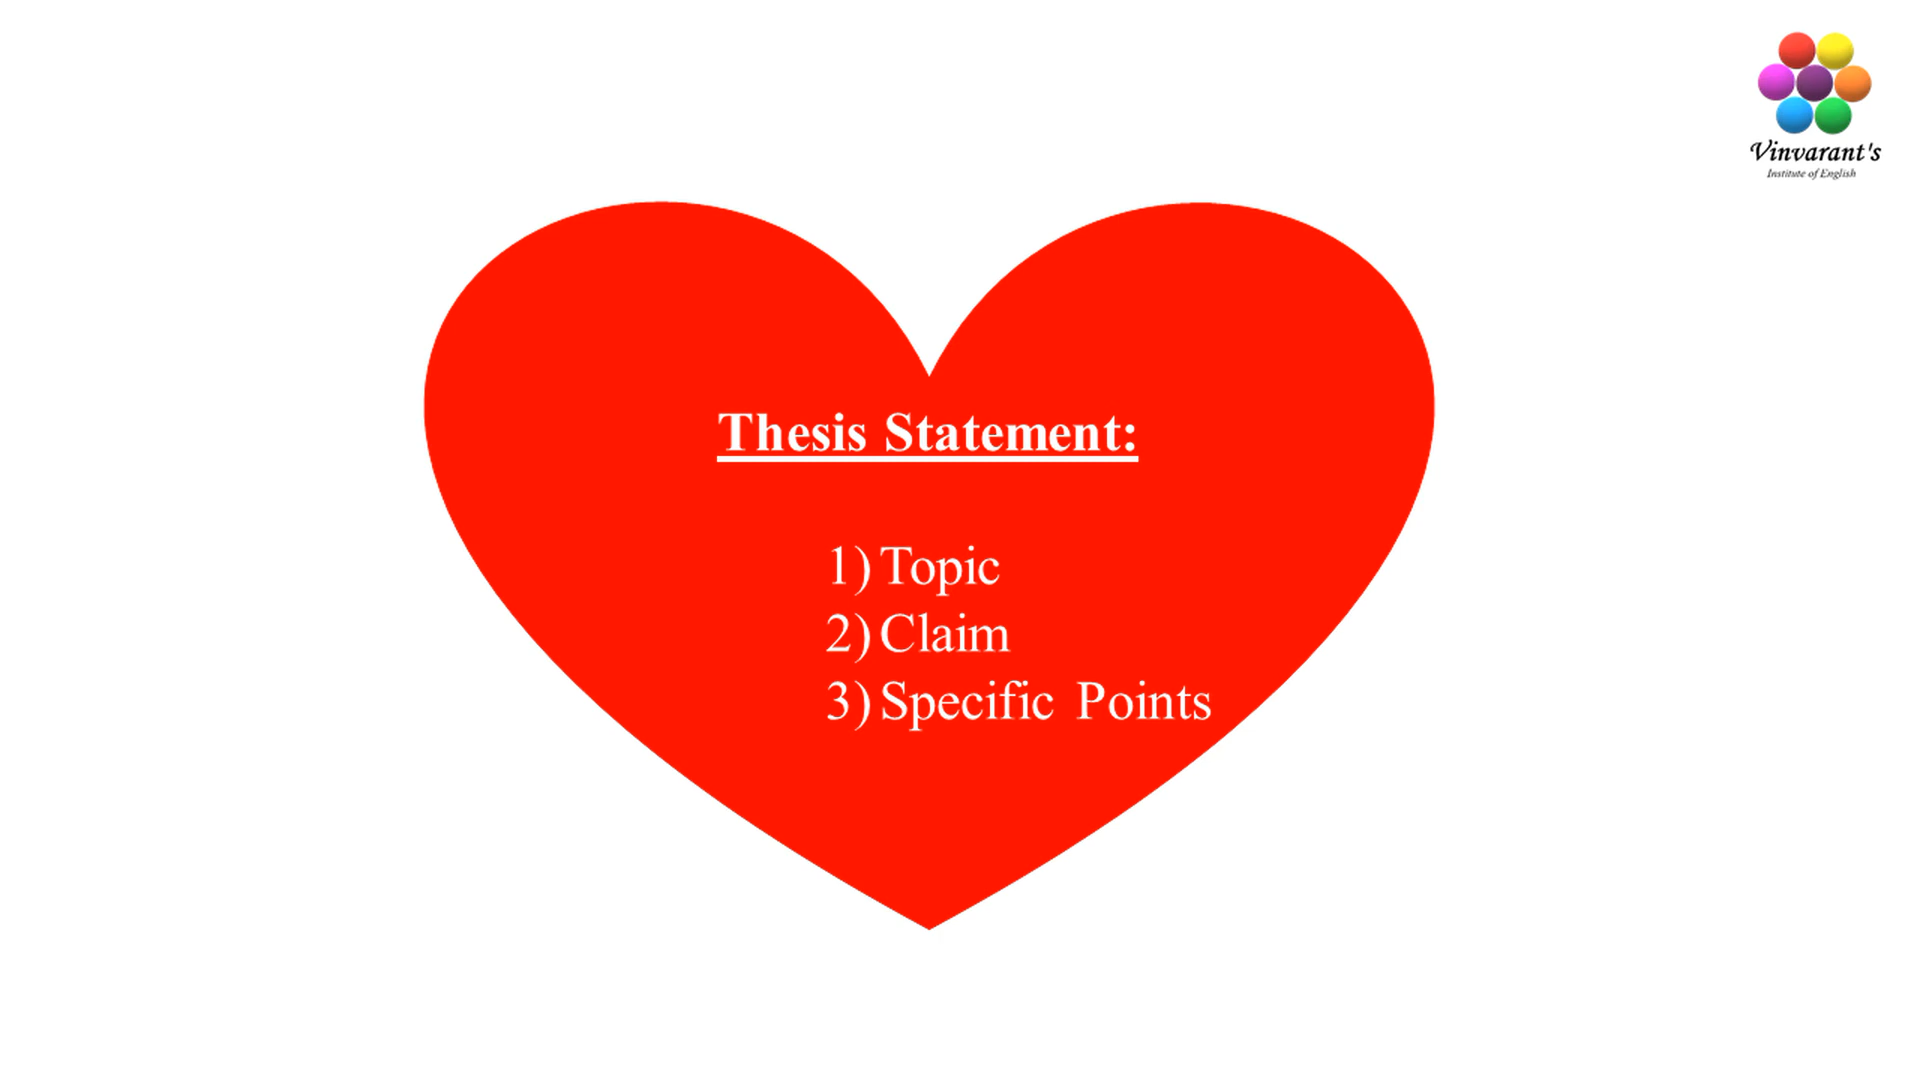 Vinvarant's
Institute of English
Thesis Statement:
1) Topic
2) Claim
3) Specific Points